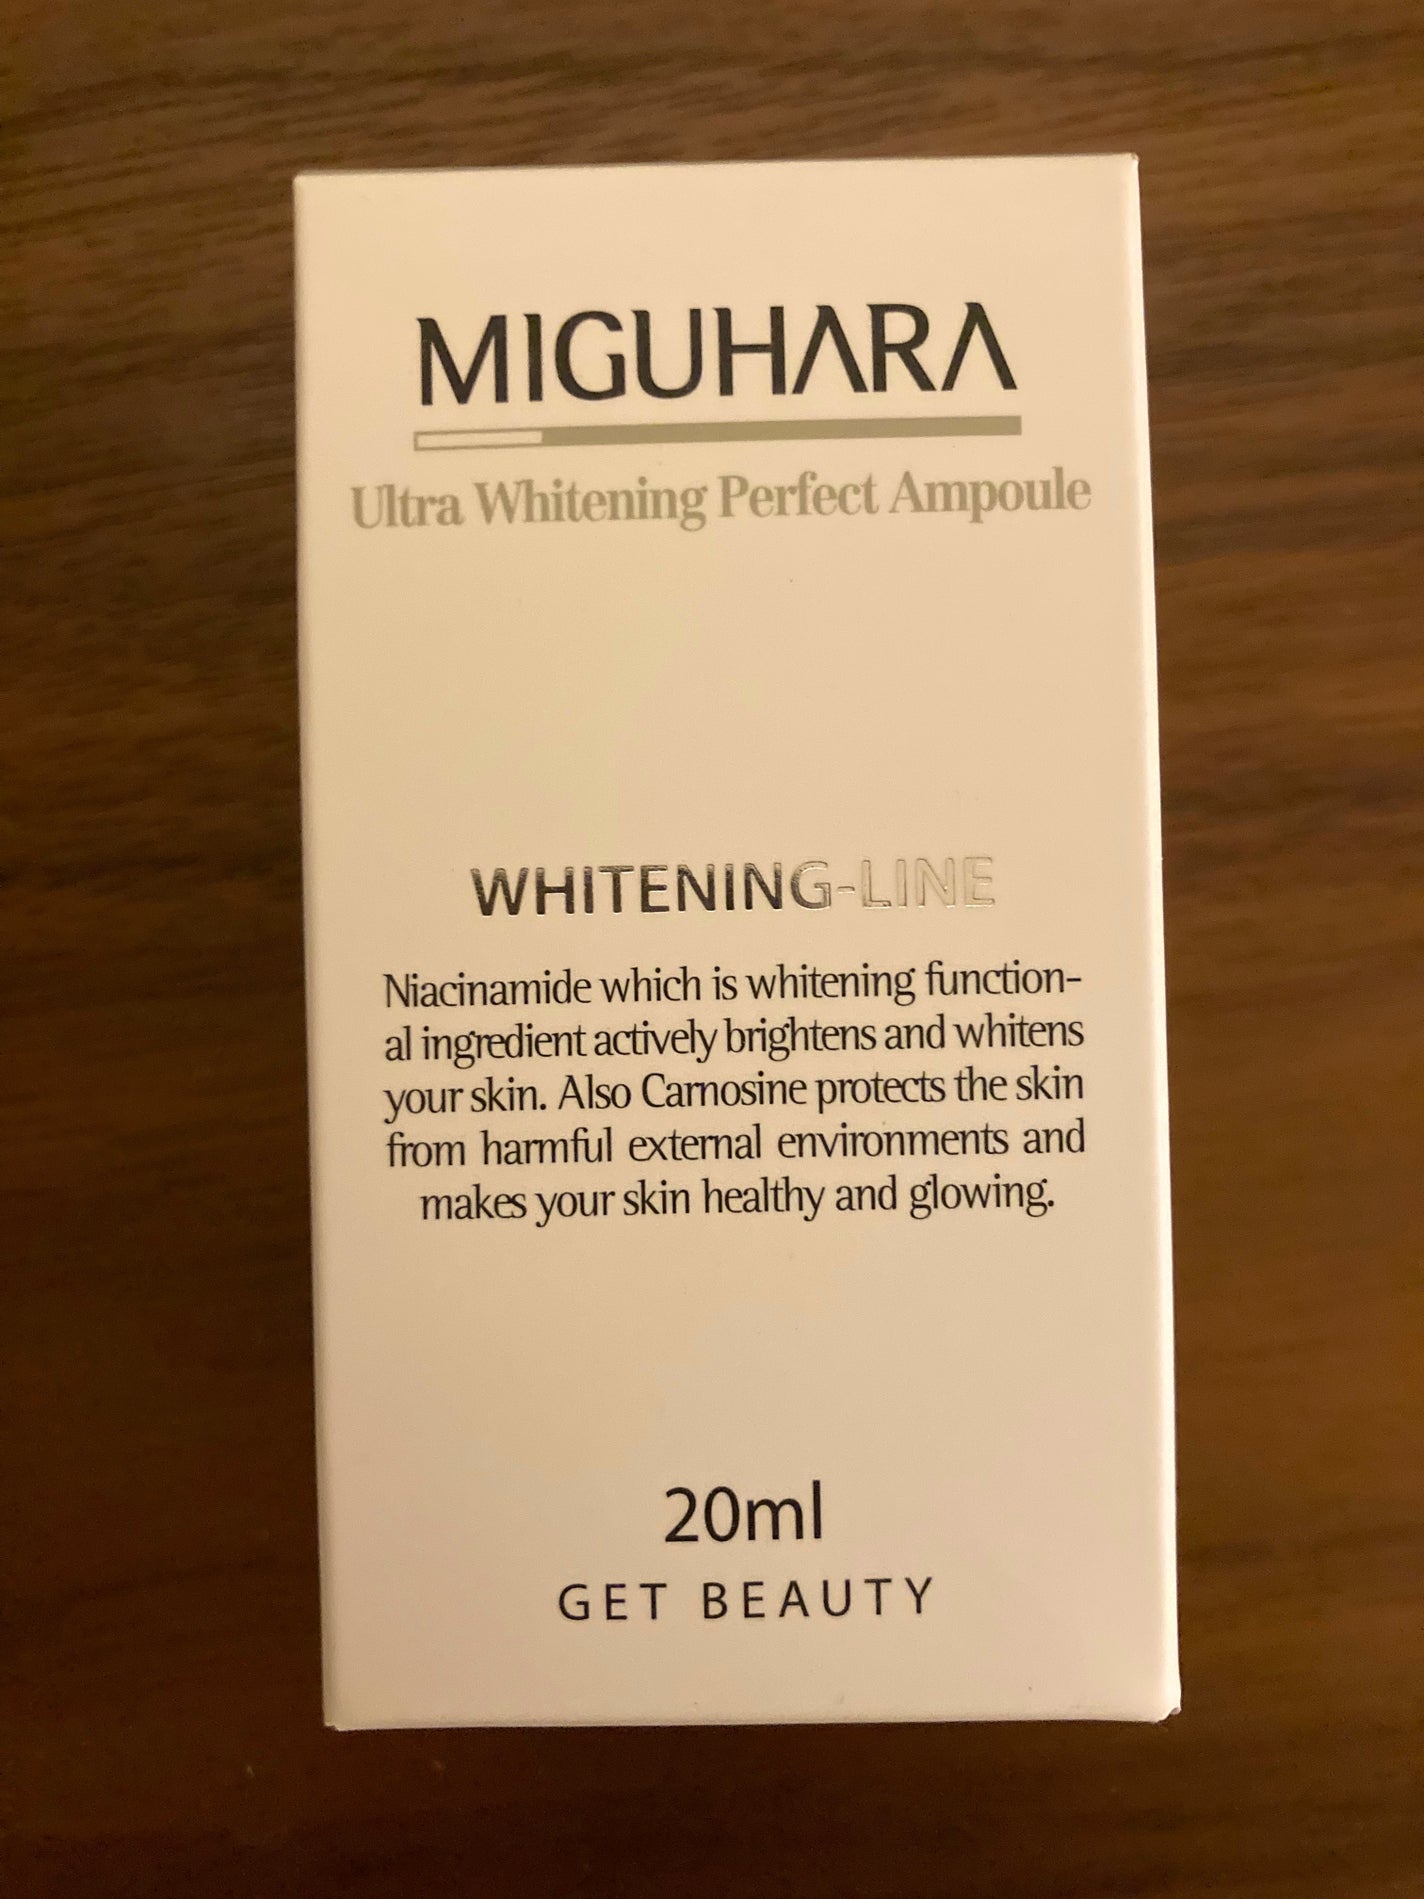 MIGUHARA
Ultra Whitening Perfect Ampoule
WHITENING-LINE
Niacinamide which is whitening function-
al ingredient actively brightens and whitens
your skin. Also Carnosine protects the skin
from harmful external environments and
makes your skin healthy and glowing.
20ml
GET BEAUTY